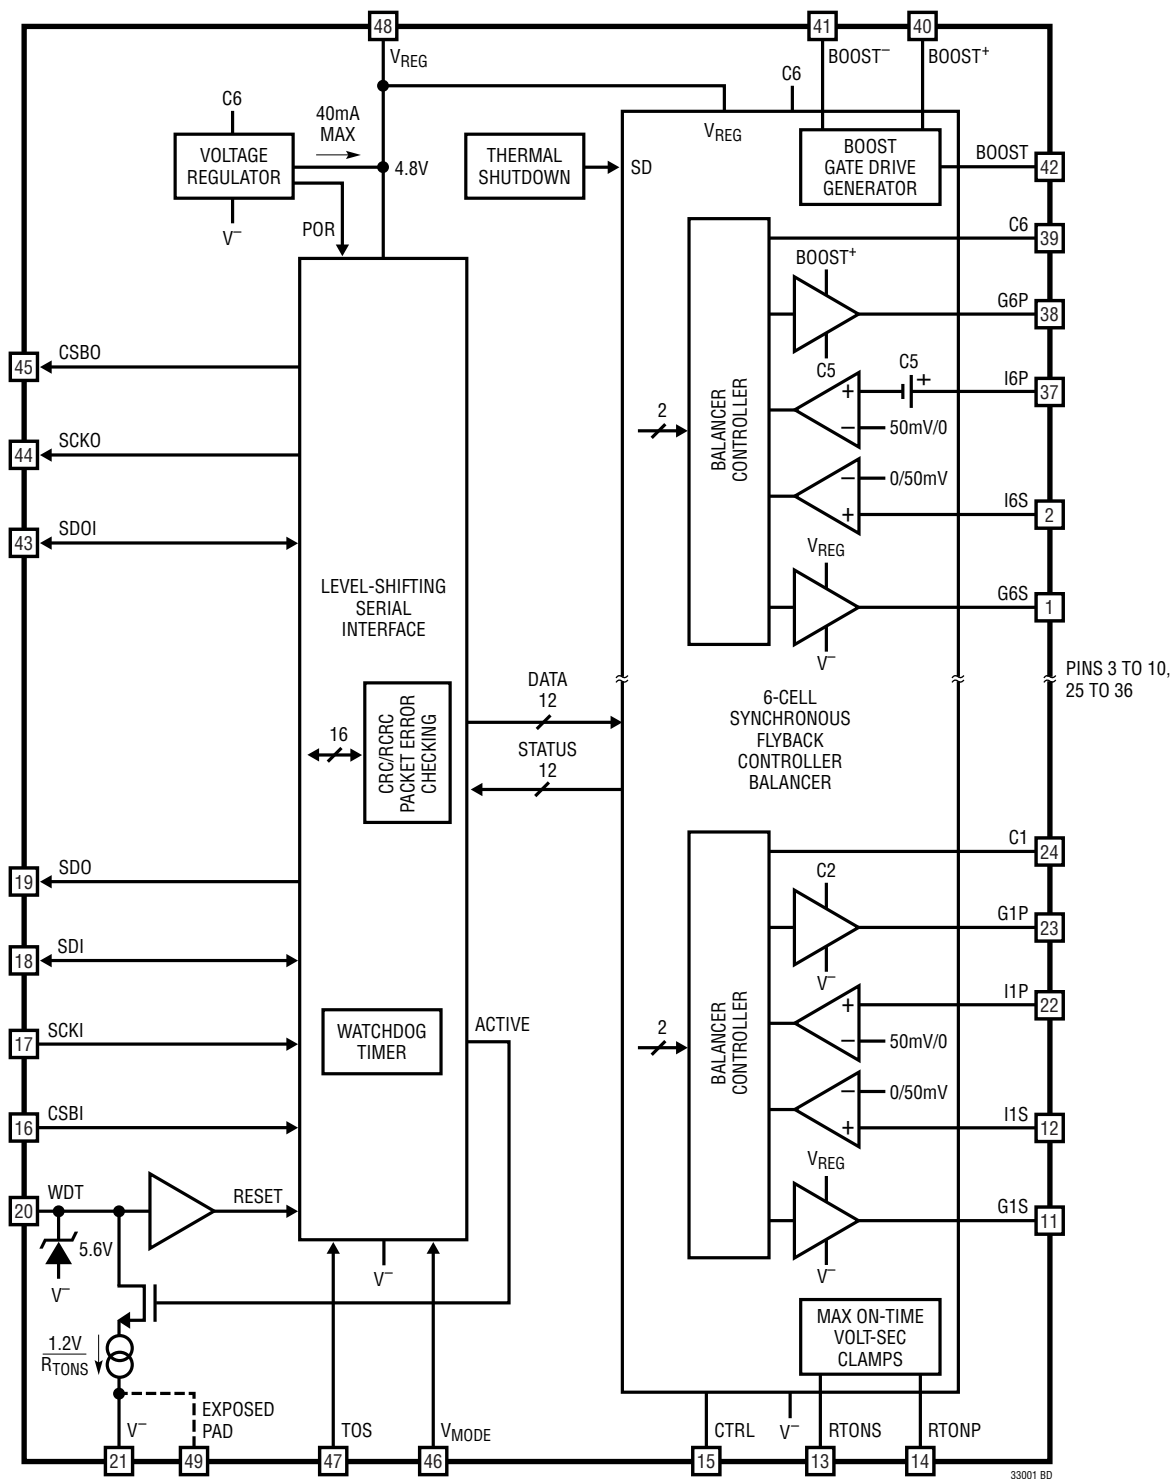 48
41
40
VREG
BOOST–
BOOST+
C6
C6
40mA
MAX
VREG
VOLTAGE
REGULATOR
4.8V
THERMAL
SHUTDOWN
SD
BOOST
GATE DRIVE
GENERATOR
BOOST
42
V–
POR
C6
39
BOOST+
G6P
38
C5
CSBO
45
C5
+
I6P
37
+
–
50mV/0
2
BALANCER
CONTROLLER
SCKO
44
–
0/50mV
+
I6S
2
SDOI
43
VREG
G6S
1
V–
LEVEL-SHIFTING
SERIAL
INTERFACE
PINS 3 TO 10,
25 TO 36
DATA
12
16
CRC/RCRC
PACKET ERROR
CHECKING
STATUS
12
6-CELL
SYNCHRONOUS
FLYBACK
CONTROLLER
BALANCER
C1
24
SDO
19
C2
G1P
23
V–
SDI
18
I1P
22
+
–
50mV/0
2
BALANCER
CONTROLLER
SCKI
17
WATCHDOG
TIMER
ACTIVE
–
0/50mV
+
I1S
12
CSBI
16
VREG
G1S
11
V–
WDT
20
RESET
5.6V
V–
V–
MAX ON-TIME
VOLT-SEC
CLAMPS
1.2V
RTONS
EXPOSED
PAD
V–
21
49
TOS
47
VMODE
46
CTRL
15
V–
RTONS
13
RTONP
14
33001 BD